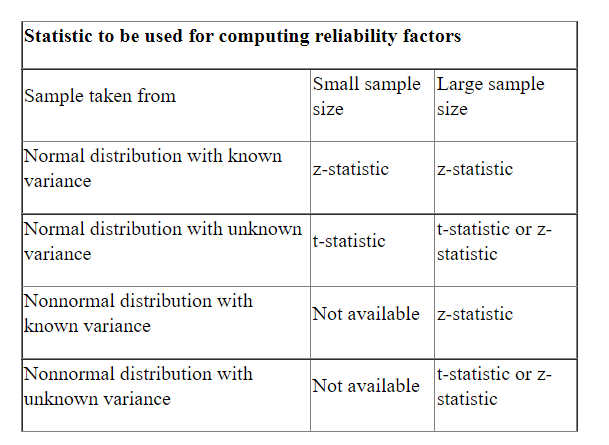 Statistic to be used for computing reliability factors
Sample taken from
Small sample
size
Large sample
size
Normal distribution with known
variance
z-statistic
z-statistic
Normal distribution with unknown
variance
t-statistic
t-statistic or z-
statistic
Nonnormal distribution with
known variance
Not available
z-statistic
Nonnormal distribution with
unknown variance
Not available
t-statistic or z-
statistic